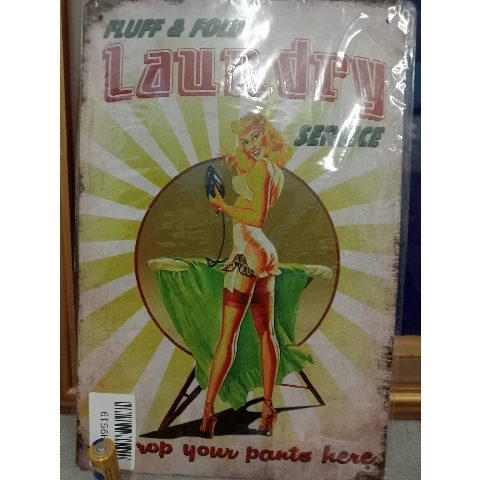 FLUFF & FOLD
Laundry
SERVICE
rop your pants here